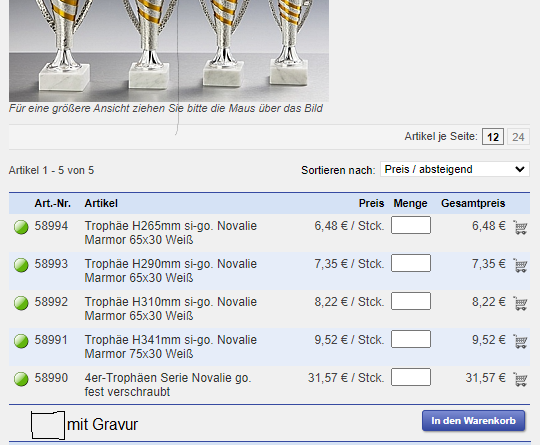 Für eine größere Ansicht ziehen Sie bitte die Maus über das Bild
Artikel je Seite: 12 24
Artikel 1 - 5 von 5 Sortieren nach: Preis / absteigend
Art.-Nr. Artikel Preis Menge Gesamtpreis
58994 Trophäe H265mm si-go. Novalie 6,48 € / Stck. 6,48 €
Marmor 65x30 Weiß
58993 Trophäe H290mm si-go. Novalie 7,35 € / Stck. 7,35 €
Marmor 65x30 Weiß
58992 Trophäe H310mm si-go. Novalie 8,22 € / Stck. 8,22 €
Marmor 65x30 Weiß
58991 Trophäe H341mm si-go. Novalie 9,52 € / Stck. 9,52 €
Marmor 75x30 Weiß
58990 4er-Trophäen Serie Novalie go. 31,57 € / Stck. 31,57 €
fest verschraubt
mit Gravur In den Warenkorb